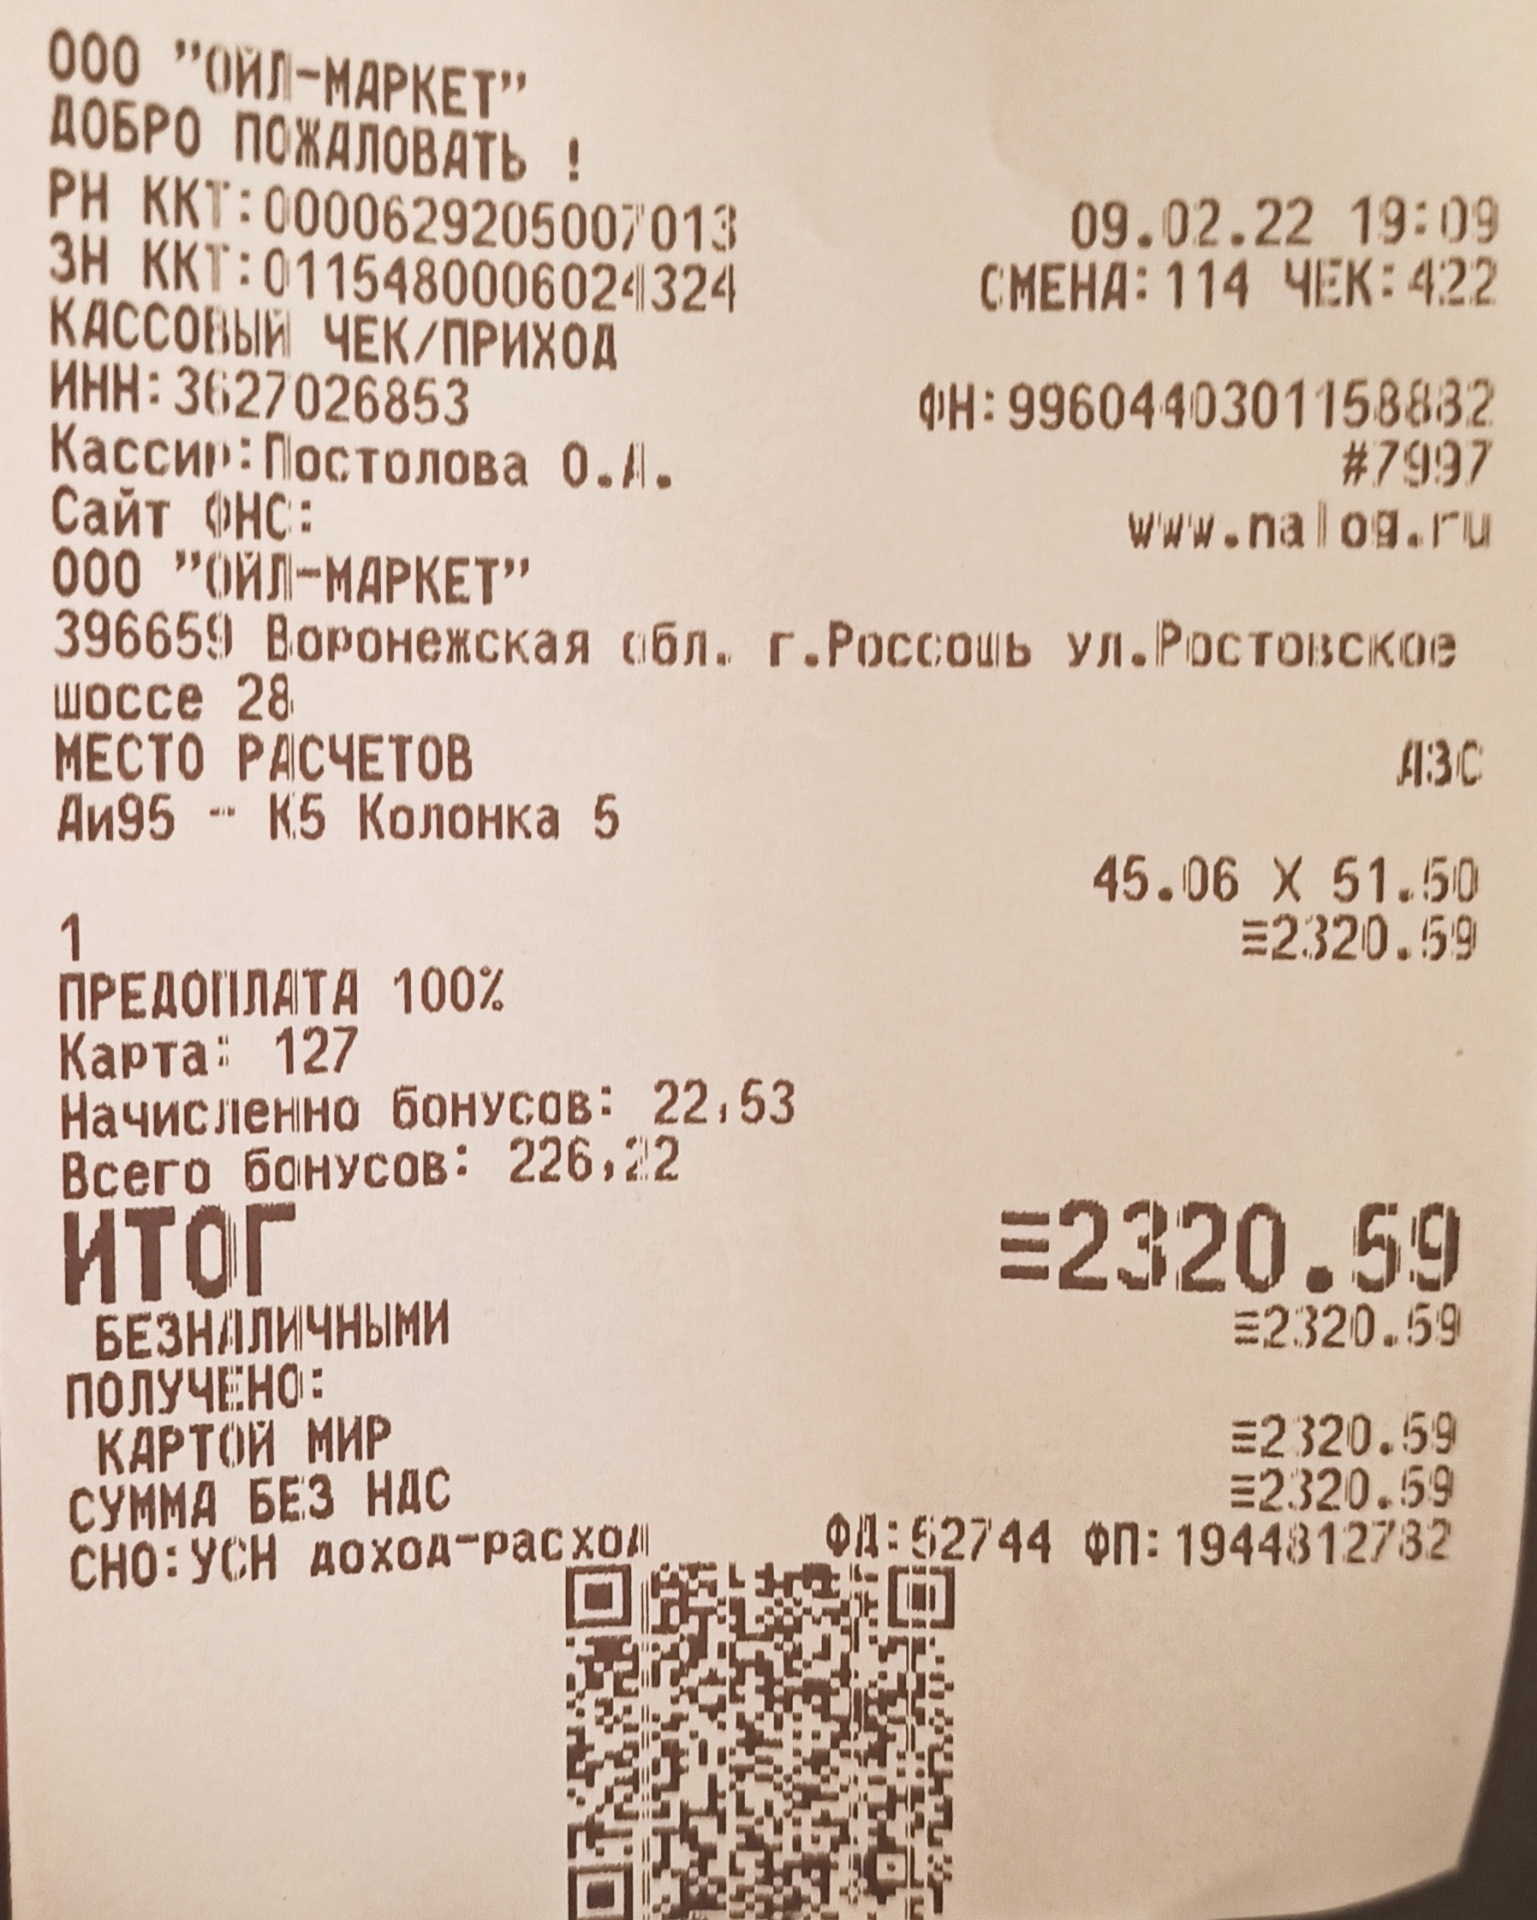 ООО "ОЙЛ-МАРКЕТ"
ДОБРО ПОЖАЛОВАТЬ !
РН ККТ:0000629205007013 09.02.22 19:09
ЗН ККТ:0115480006024324 СМЕНА:114 ЧЕК:422
КАССОВЫЙ ЧЕК/ПРИХОД
ИНН:3627026853 ФН:9960440301158832
Кассир:Постолова О.А. #7997
Сайт ФНС: www.nalog.ru
ООО "ОЙЛ-МАРКЕТ"
396659 Воронежская обл. г.Россошь ул.Ростовское
шоссе 28
МЕСТО РАСЧЕТОВ АЗС
Аи95 - К5 Колонка 5
45.06 X 51.50
1 ≡2320.59
ПРЕДОПЛАТА 100%
Карта: 127
Начисленно бонусов: 22,53
Всего бонусов: 226,22
ИТОГ ≡2320.59
БЕЗНАЛИЧНЫМИ ≡2320.59
ПОЛУЧЕНО:
КАРТОЙ МИР ≡2320.59
СУММА БЕЗ НДС ≡2320.59
СНО:УСН доход-расход ФД:52744 ФП:1944812782